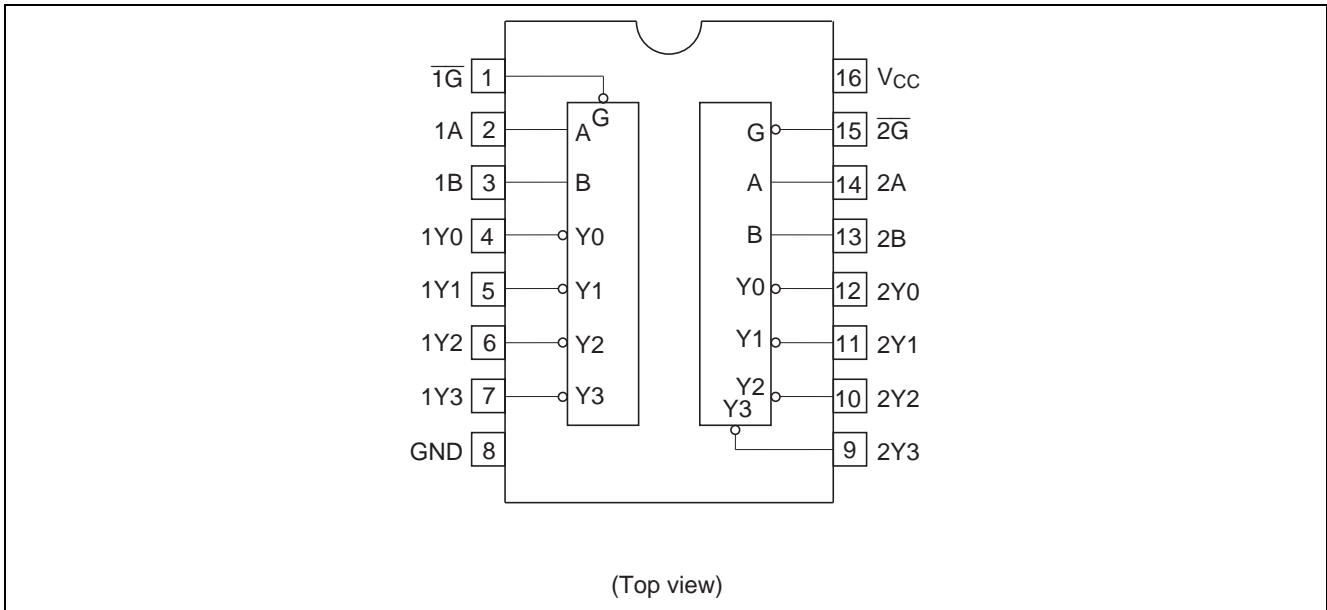 1G 1 16 VCC
G
1A 2 A G 15 2G
1B 3 B A 14 2A
1Y0 4 Y0 B 13 2B
1Y1 5 Y1 Y0 12 2Y0
1Y2 6 Y2 Y1 11 2Y1
1Y3 7 Y3 Y2 10 2Y2
Y3
GND 8 9 2Y3
(Top view)